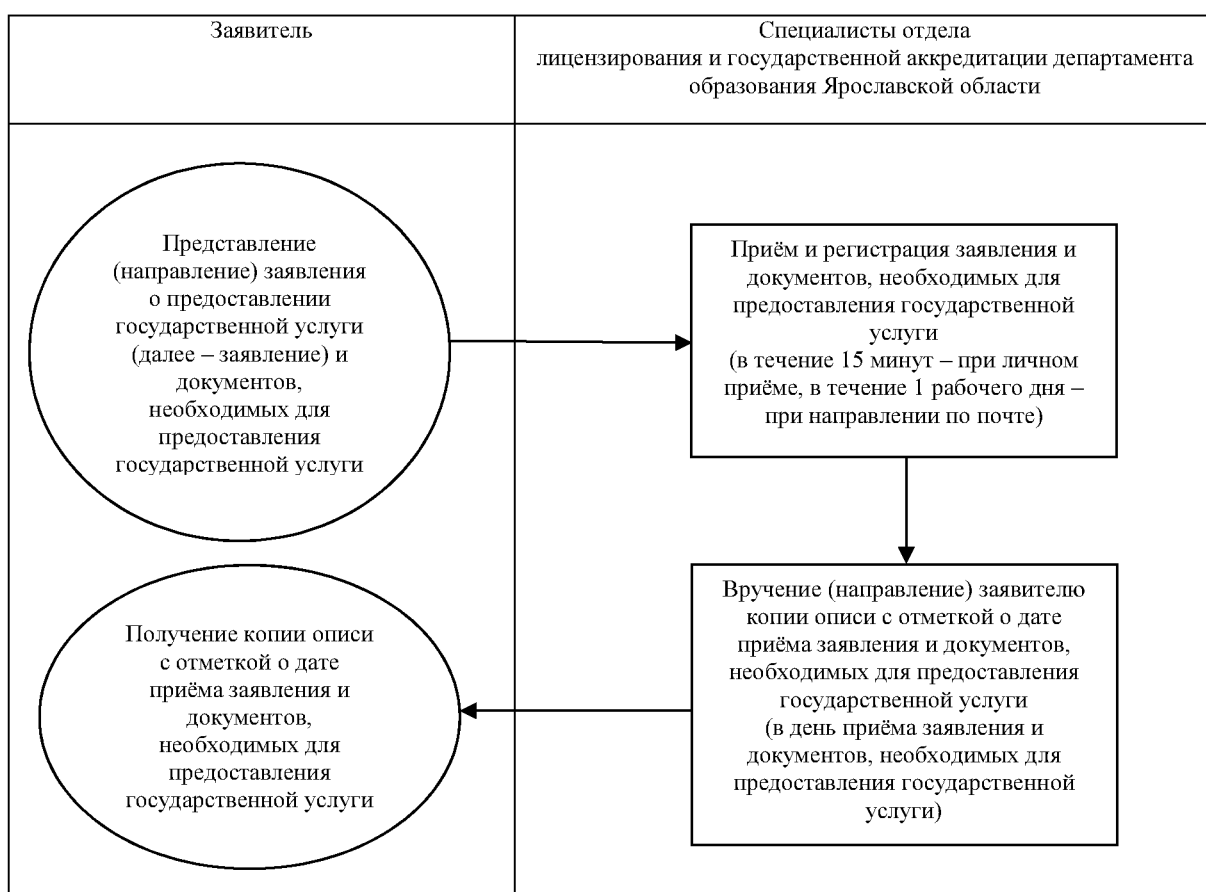 Заявитель
Специалисты отдела
лицензирования и государственной аккредитации департамента
образования Ярославской области
Представление
(направление) заявления
о предоставлении
государственной услуги
(далее – заявление) и
документов,
необходимых для
предоставления
государственной услуги
Приём и регистрация заявления и
документов, необходимых для
предоставления государственной
услуги
(в течение 15 минут – при личном
приёме, в течение 1 рабочего дня –
при направлении по почте)
Вручение (направление) заявителю
копии описи с отметкой о дате
приёма заявления и документов,
необходимых для предоставления
государственной услуги
(в день приёма заявления и
документов, необходимых для
предоставления государственной
услуги)
Получение копии описи
с отметкой о дате
приёма заявления и
документов,
необходимых для
предоставления
государственной услуги